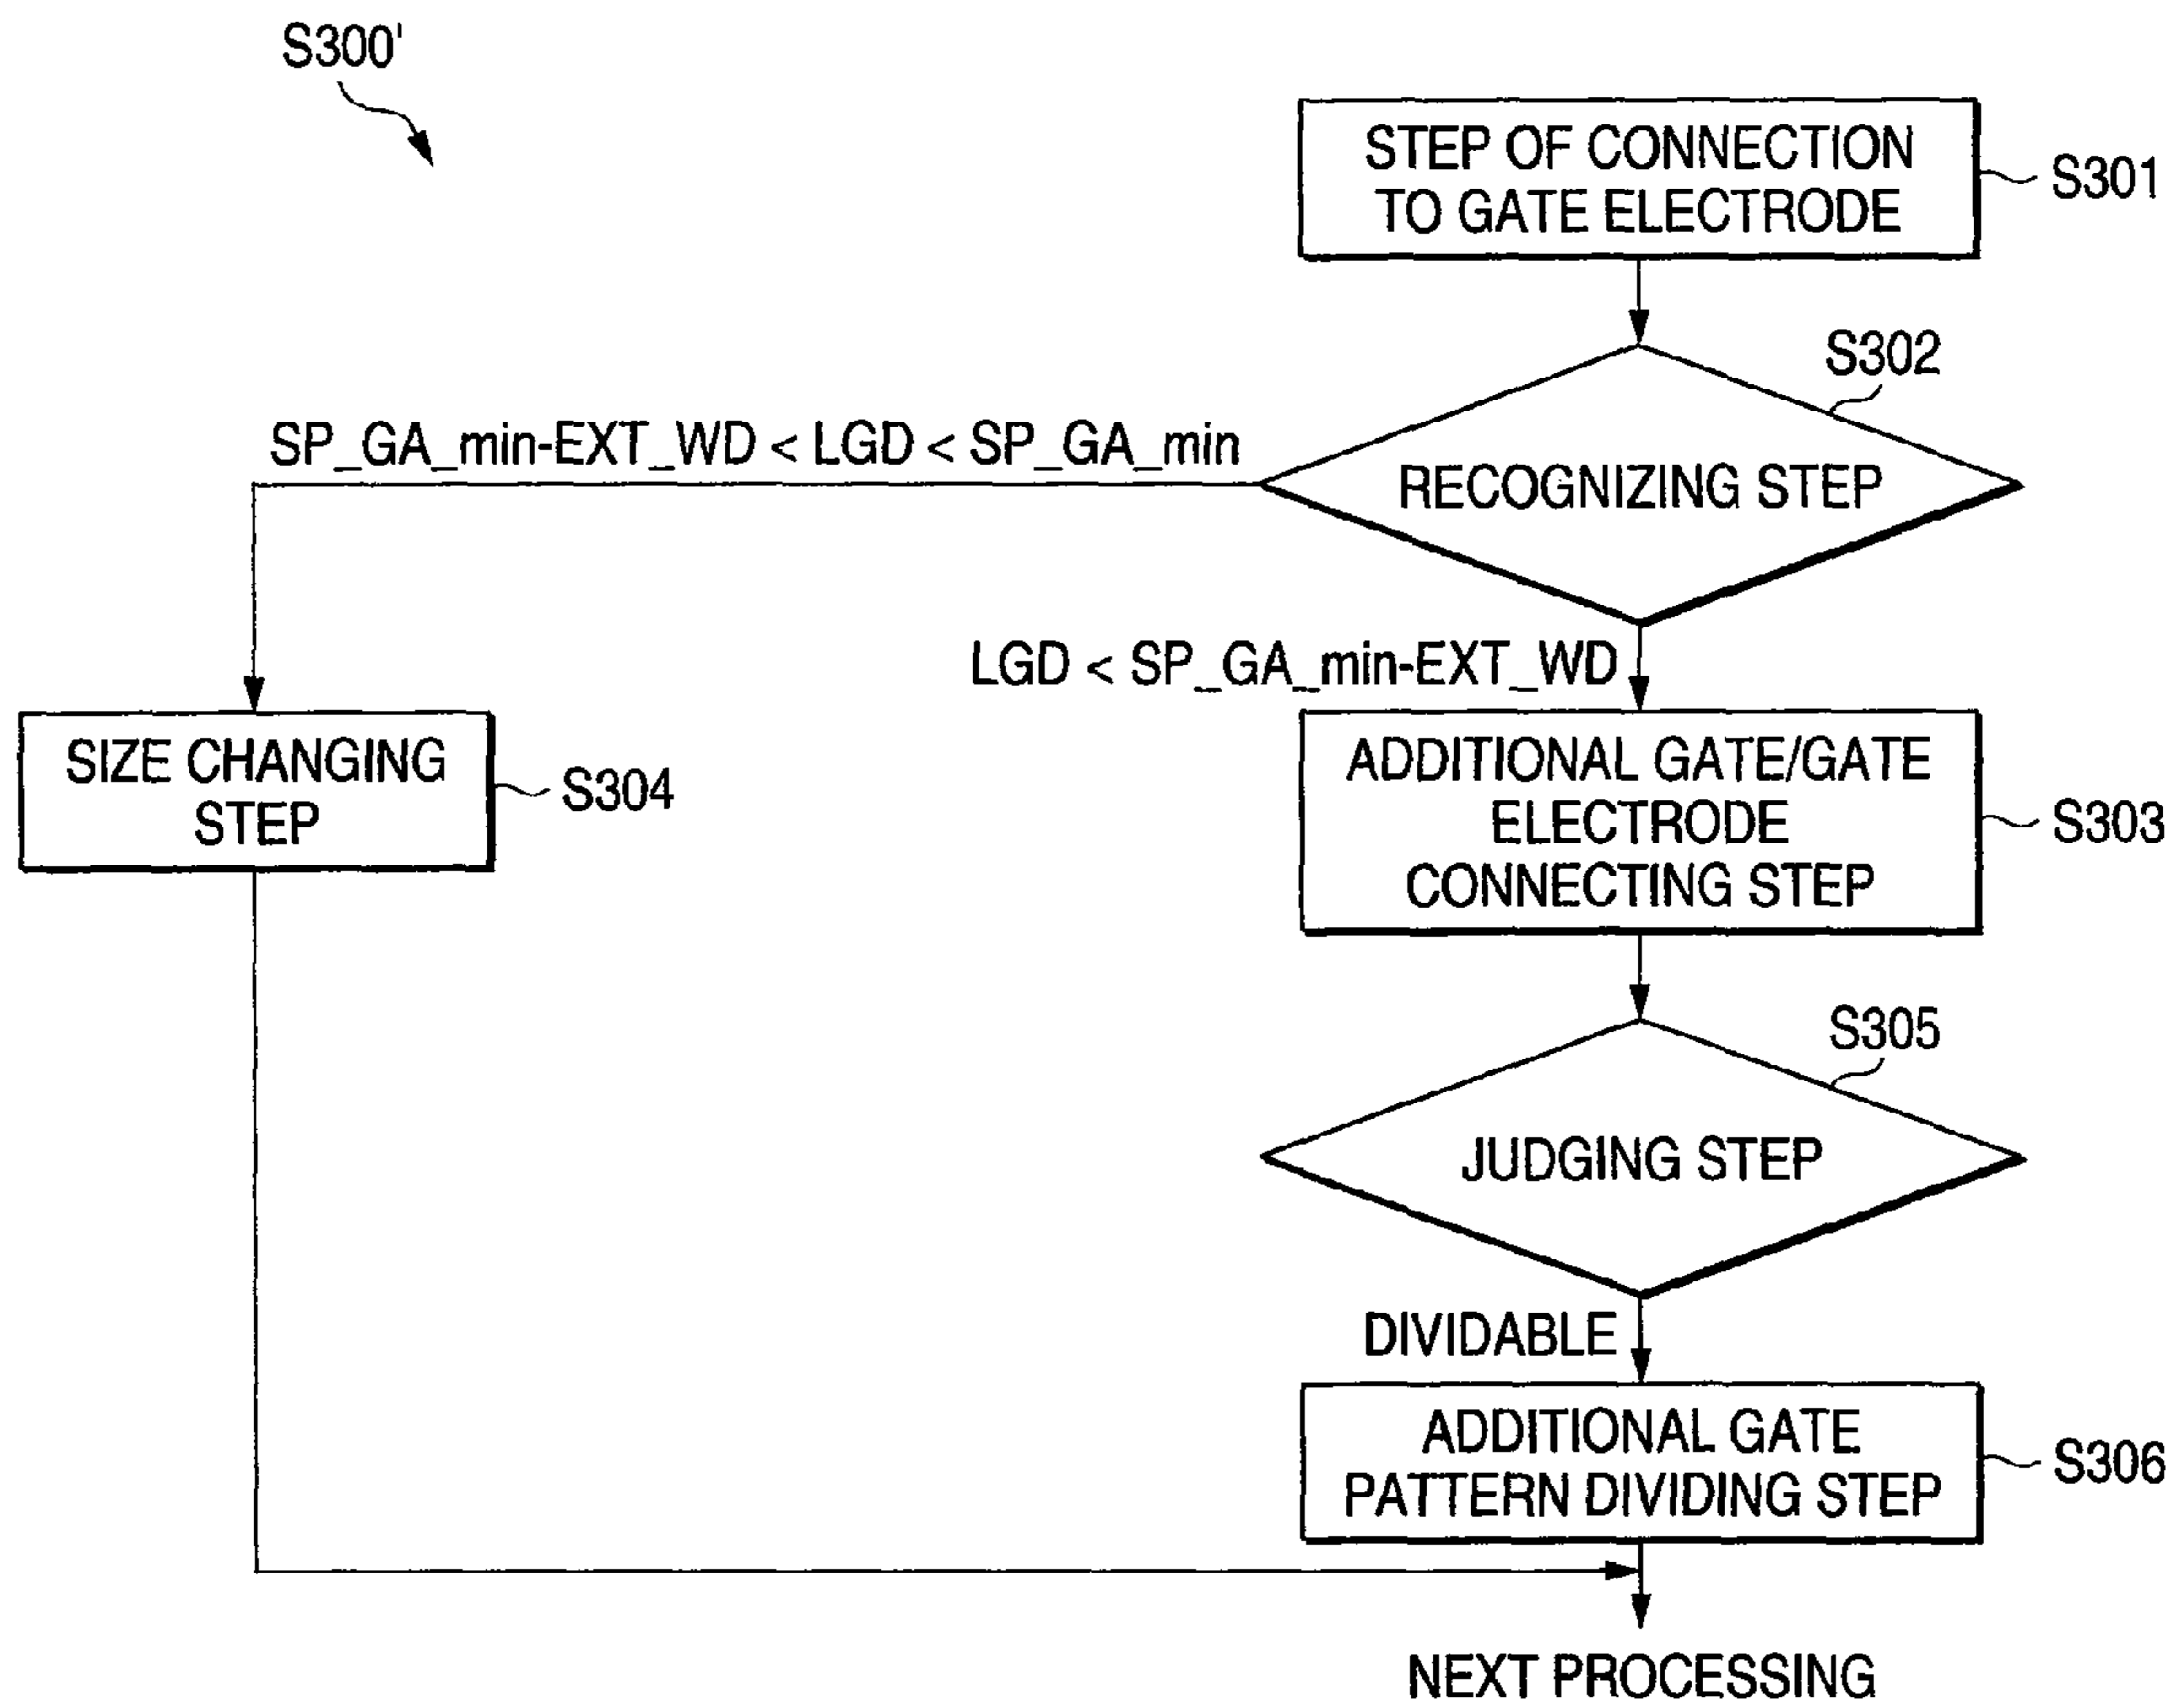 S300'
STEP OF CONNECTION
TO GATE ELECTRODE
S301
S302
RECOGNIZING STEP
SP_GA_min-EXT_WD < LGD < SP_GA_min
LGD < SP_GA_min-EXT_WD
SIZE CHANGING
STEP
S304
ADDITIONAL GATE/GATE
ELECTRODE
CONNECTING STEP
S303
S305
JUDGING STEP
DIVIDABLE
ADDITIONAL GATE
PATTERN DIVIDING STEP
S306
NEXT PROCESSING